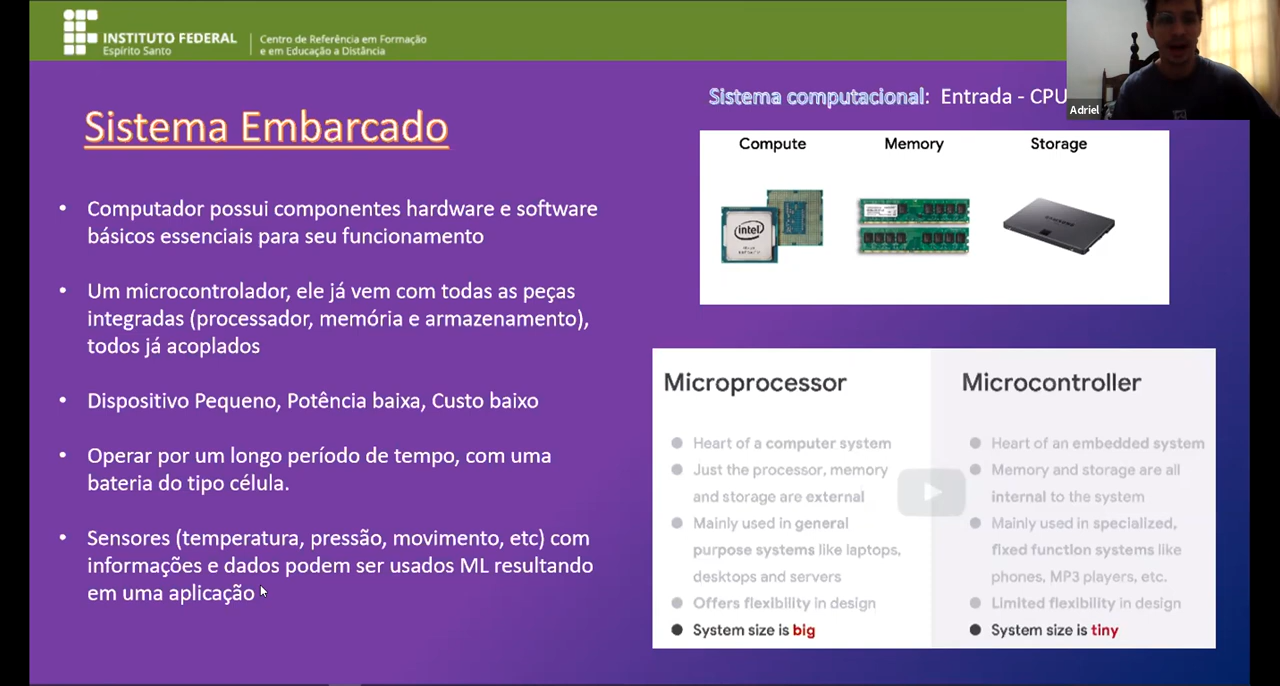 INSTITUTO FEDERAL
Espírito Santo
Centro de Referência em Formação
e em Educação a Distância
Adriel
Sistema computacional: Entrada - CPU
Sistema Embarcado
• Computador possui componentes hardware e software
básicos essenciais para seu funcionamento
• Um microcontrolador, ele já vem com todas as peças
integradas (processador, memória e armazenamento),
todos já acoplados
• Dispositivo Pequeno, Potência baixa, Custo baixo
• Operar por um longo período de tempo, com uma
bateria do tipo célula.
• Sensores (temperatura, pressão, movimento, etc) com
informações e dados podem ser usados ML resultando
em uma aplicação
Compute
Memory
Storage
intel
SAMSUNG
Microprocessor
● Heart of a computer system
● Just the processor, memory
and storage are external
● Mainly used in general
purpose systems like laptops,
desktops and servers
● Offers flexibility in design
● System size is big
Microcontroller
● Heart of an embedded system
● Memory and storage are all
internal to the system
● Mainly used in specialized,
fixed function systems like
phones, MP3 players, etc.
● Limited flexibility in design
● System size is tiny